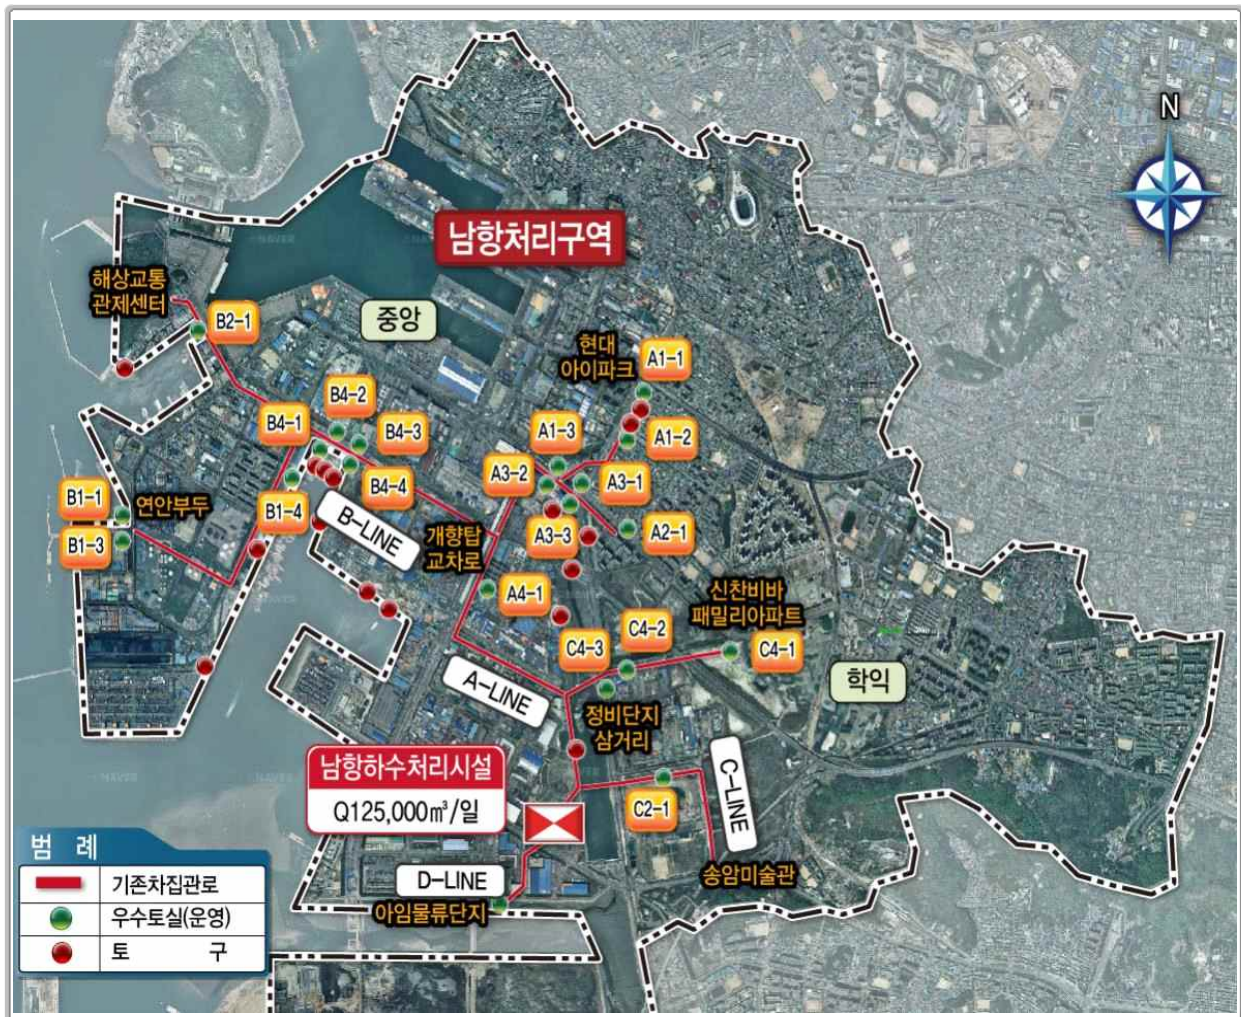 N
남항처리구역
해상교통
관제센터
B2-1
중앙
현대
아이파크
A1-1
B4-2
B4-1
B4-3
A1-3
A1-2
A3-2
A3-1
B4-4
B1-1
연안부두
B1-4
B-LINE
개항탑
교차로
A3-3
A2-1
B1-3
A4-1
신찬비바
패밀리아파트
C4-2
C4-3
C4-1
A-LINE
학익
정비단지
삼거리
남항하수처리시설
Q125,000㎥/일
C-LINE
C2-1
D-LINE
송암미술관
아임물류단지
범 례
기존차집관로
우수토실(운영)
토 구